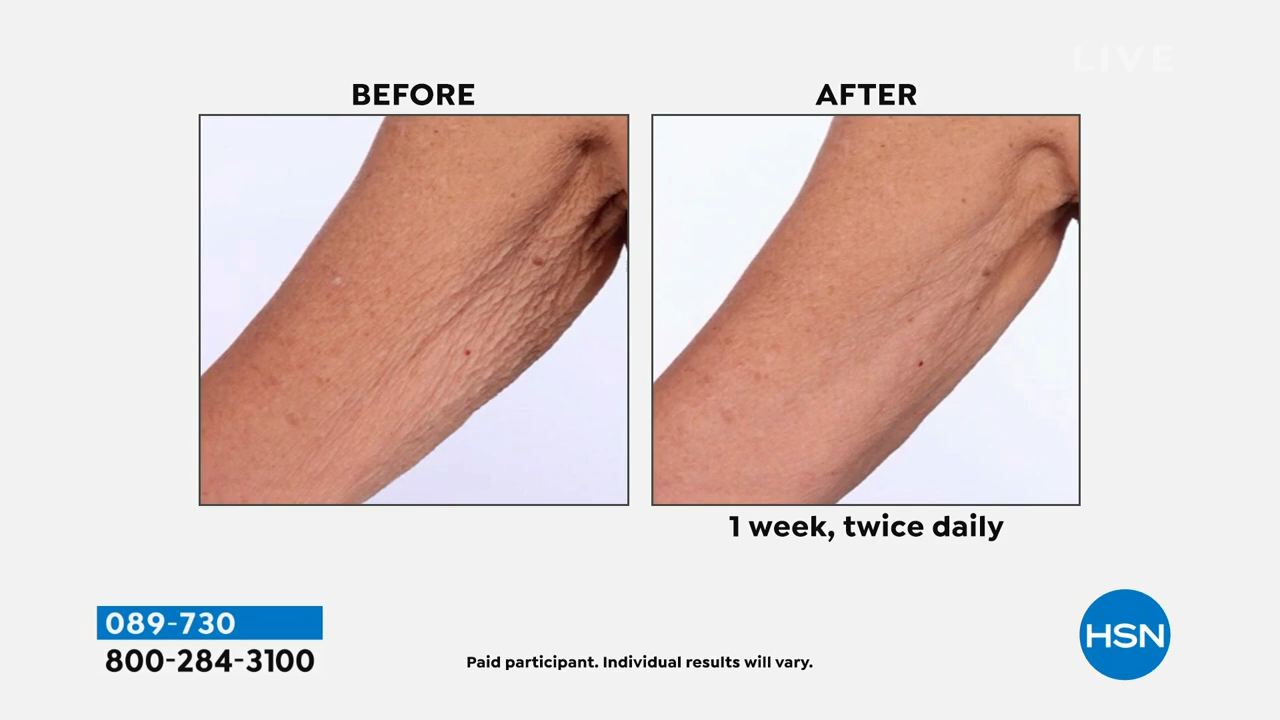 LIVE
BEFORE
AFTER
1 week, twice daily
089-730
800-284-3100
Paid participant. Individual results will vary.
HSN